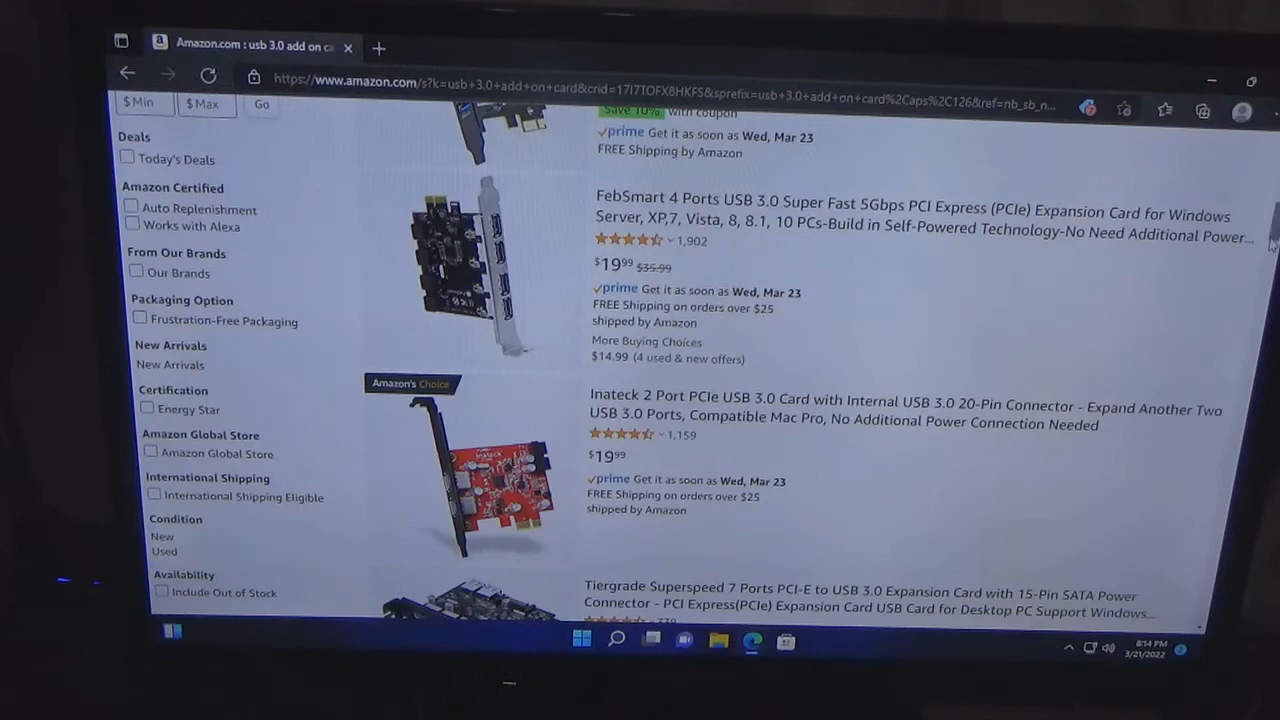 Amazon.com : usb 3.0 add on ca
https://www.amazon.com/s?k=usb+3.0+add+on+card&crid=17I7TOFX8HKFS&sprefix=usb+3.0+add+on+card%2Caps%2C126&ref=nb_sb_n...
$ Min $ Max Go
Deals
Today's Deals
Amazon Certified
Auto Replenishment
Works with Alexa
From Our Brands
Our Brands
Packaging Option
Frustration-Free Packaging
New Arrivals
New Arrivals
Certification
Energy Star
Amazon Global Store
Amazon Global Store
International Shipping
International Shipping Eligible
Condition
New
Used
Availability
Include Out of Stock
Save 10% with coupon
prime Get it as soon as Wed, Mar 23
FREE Shipping by Amazon
FebSmart 4 Ports USB 3.0 Super Fast 5Gbps PCI Express (PCIe) Expansion Card for Windows
Server, XP,7, Vista, 8, 8.1, 10 PCs-Build in Self-Powered Technology-No Need Additional Power...
1,902
$19.99 $35.99
prime Get it as soon as Wed, Mar 23
FREE Shipping on orders over $25
shipped by Amazon
More Buying Choices
$14.99 (4 used & new offers)
Amazon's Choice
Inateck 2 Port PCIe USB 3.0 Card with Internal USB 3.0 20-Pin Connector - Expand Another Two
USB 3.0 Ports, Compatible Mac Pro, No Additional Power Connection Needed
1,159
$19.99
prime Get it as soon as Wed, Mar 23
FREE Shipping on orders over $25
shipped by Amazon
Inateck
Tiergrade Superspeed 7 Ports PCI-E to USB 3.0 Expansion Card with 15-Pin SATA Power
Connector - PCI Express(PCIe) Expansion Card USB Card for Desktop PC Support Windows...
8:14 PM
3/21/2022